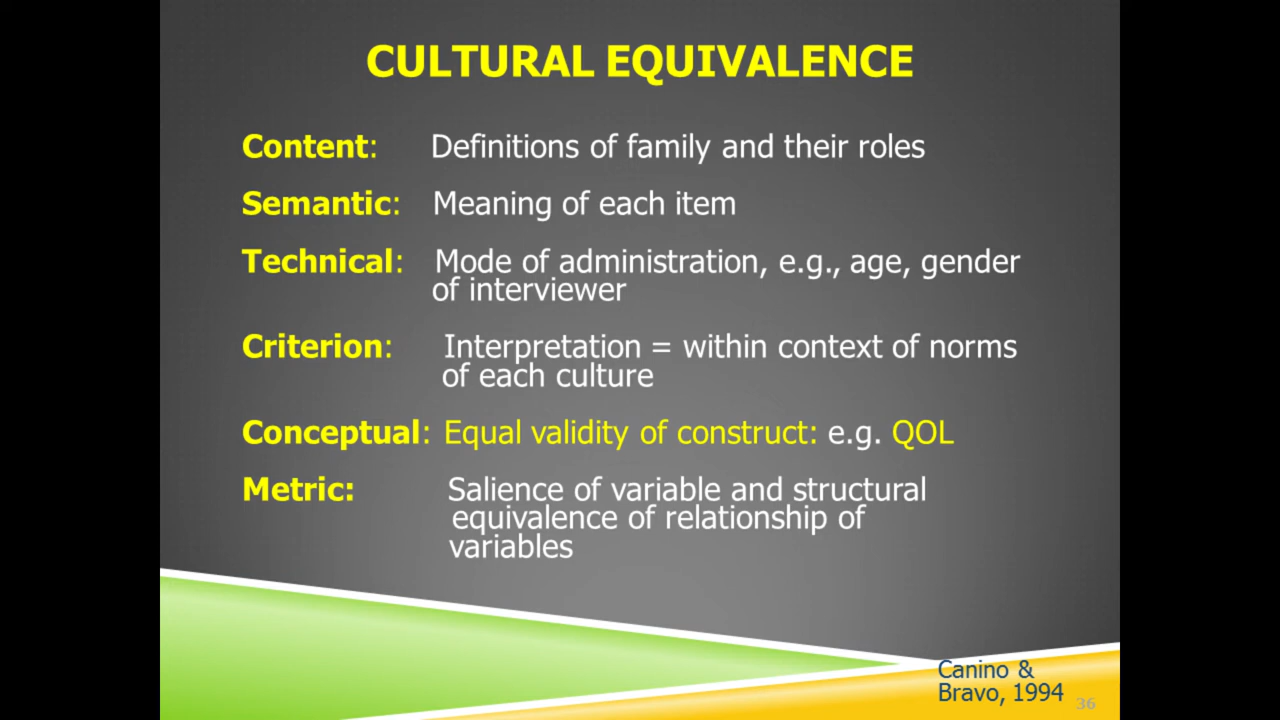 CULTURAL EQUIVALENCE
Content: Definitions of family and their roles
Semantic: Meaning of each item
Technical: Mode of administration, e.g., age, gender
of interviewer
Criterion: Interpretation = within context of norms
of each culture
Conceptual: Equal validity of construct: e.g. QOL
Metric: Salience of variable and structural
equivalence of relationship of
variables
Canino &
Bravo, 1994
36